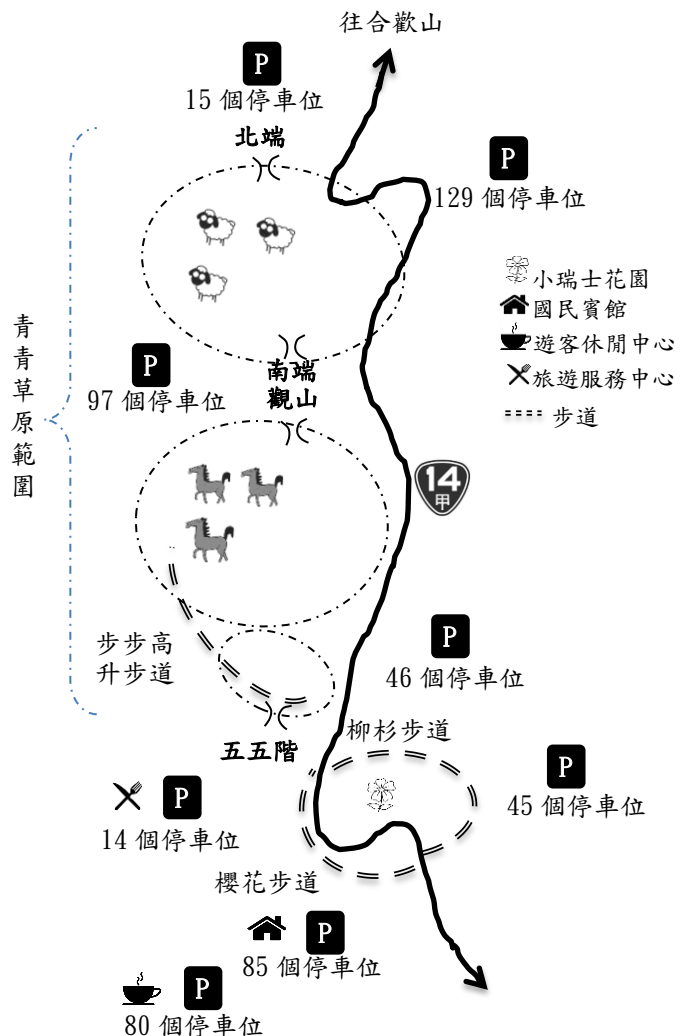 往合歡山
P
15 個停車位
北端
P
129 個停車位
小瑞士花園
國民賓館
遊客休閒中心
旅遊服務中心
步道
青青草原範圍
P
97 個停車位
南端
觀山
14
甲
步步高
升步道
P
46 個停車位
五五階
柳杉步道
P
14 個停車位
P
45 個停車位
櫻花步道
P
85 個停車位
P
80 個停車位